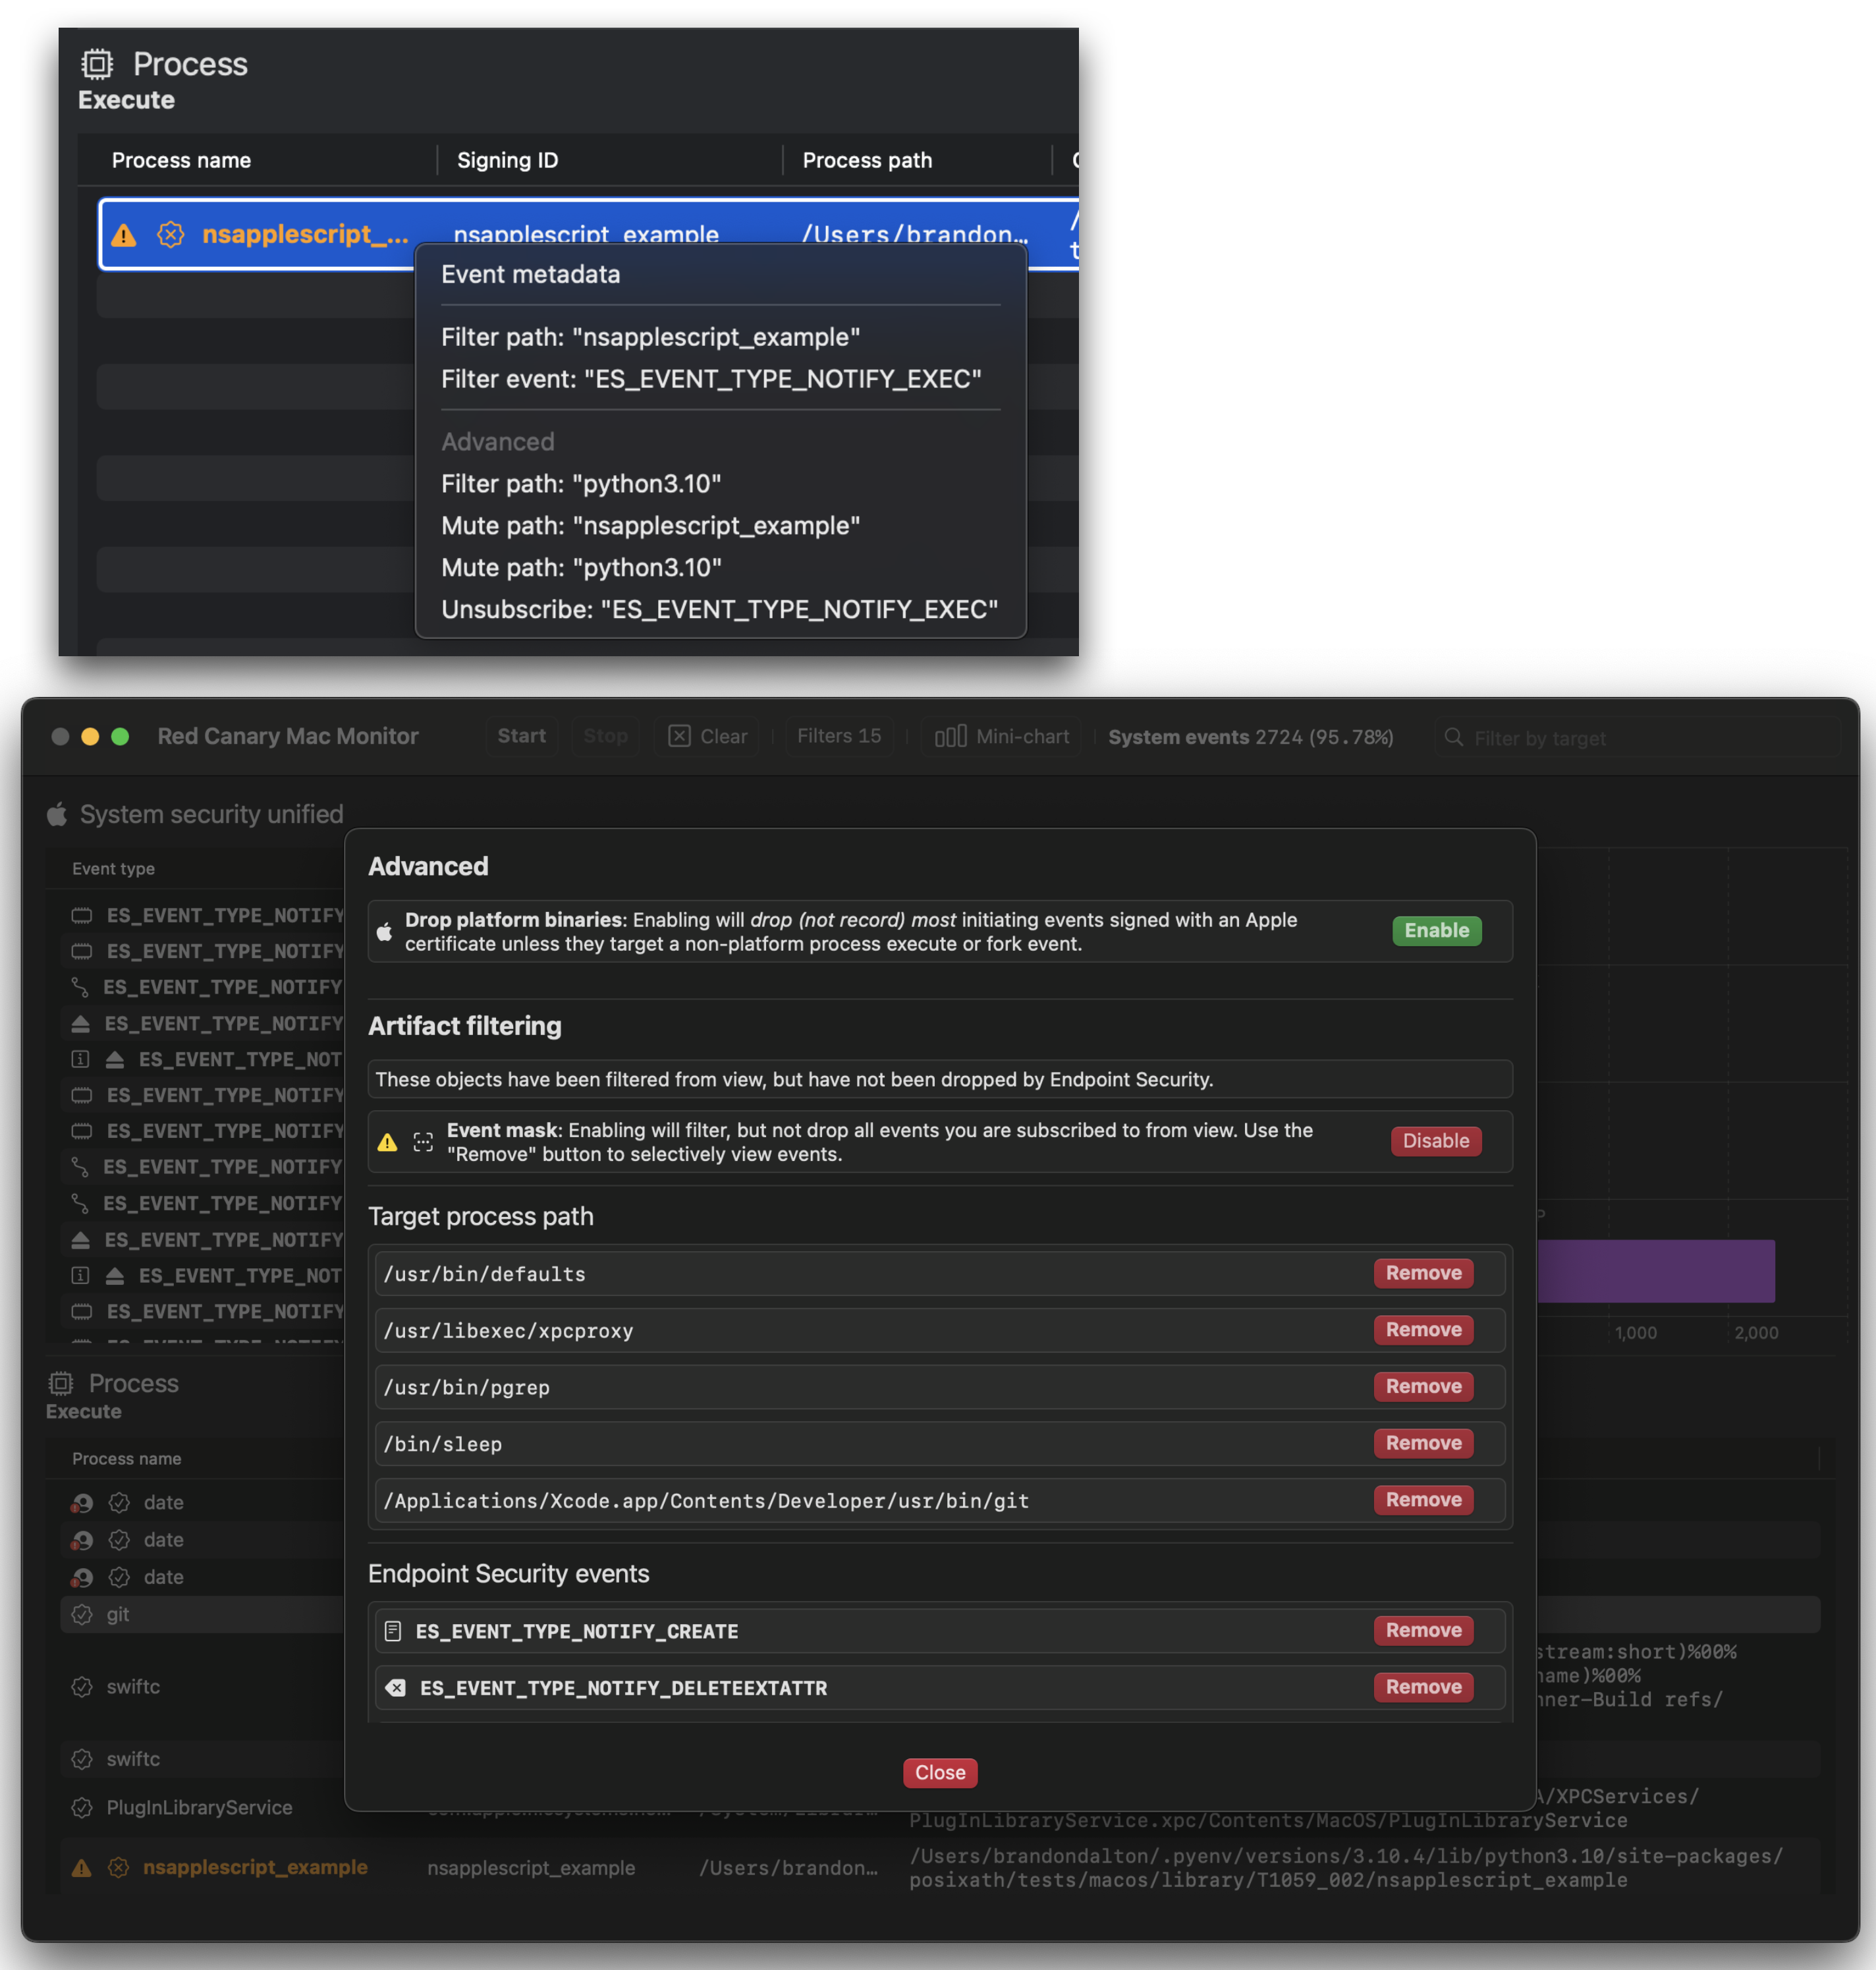 Process
Execute
Process name
Signing ID
Process path
nsapplescript_...
nsapplescript_example
/Users/brandon...
Event metadata
Filter path: "nsapplescript_example"
Filter event: "ES_EVENT_TYPE_NOTIFY_EXEC"
Advanced
Filter path: "python3.10"
Mute path: "nsapplescript_example"
Mute path: "python3.10"
Unsubscribe: "ES_EVENT_TYPE_NOTIFY_EXEC"
Red Canary Mac Monitor
Start
Stop
Clear
Filters 15
Mini-chart
System events 2724 (95.78%)
Filter by target
System security unified
Event type
ES_EVENT_TYPE_NOTIFY
ES_EVENT_TYPE_NOTIFY
ES_EVENT_TYPE_NOTIFY
ES_EVENT_TYPE_NOTIFY
ES_EVENT_TYPE_NOT
ES_EVENT_TYPE_NOTIFY
ES_EVENT_TYPE_NOTIFY
ES_EVENT_TYPE_NOTIFY
ES_EVENT_TYPE_NOTIFY
ES_EVENT_TYPE_NOTIFY
ES_EVENT_TYPE_NOT
ES_EVENT_TYPE_NOTIFY
1,000
2,000
Advanced
Drop platform binaries: Enabling will drop (not record) most initiating events signed with an Apple
certificate unless they target a non-platform process execute or fork event.
Enable
Artifact filtering
These objects have been filtered from view, but have not been dropped by Endpoint Security.
Event mask: Enabling will filter, but not drop all events you are subscribed to from view. Use the
"Remove" button to selectively view events.
Disable
Target process path
/usr/bin/defaults
Remove
/usr/libexec/xpcproxy
Remove
/usr/bin/pgrep
Remove
/bin/sleep
Remove
/Applications/Xcode.app/Contents/Developer/usr/bin/git
Remove
Endpoint Security events
ES_EVENT_TYPE_NOTIFY_CREATE
Remove
ES_EVENT_TYPE_NOTIFY_DELETEEXTATTR
Remove
Close
Process
Execute
Process name
date
date
date
git
swiftc
stream:short)%00%
name)%00%
nner-Build refs/
swiftc
PlugInLibraryService
A/XPCServices/
PlugInLibraryService.xpc/Contents/MacOS/PlugInLibraryService
nsapplescript_example
nsapplescript_example
/Users/brandon...
/Users/brandondalton/.pyenv/versions/3.10.4/lib/python3.10/site-packages/
posixath/tests/macos/library/T1059_002/nsapplescript_example